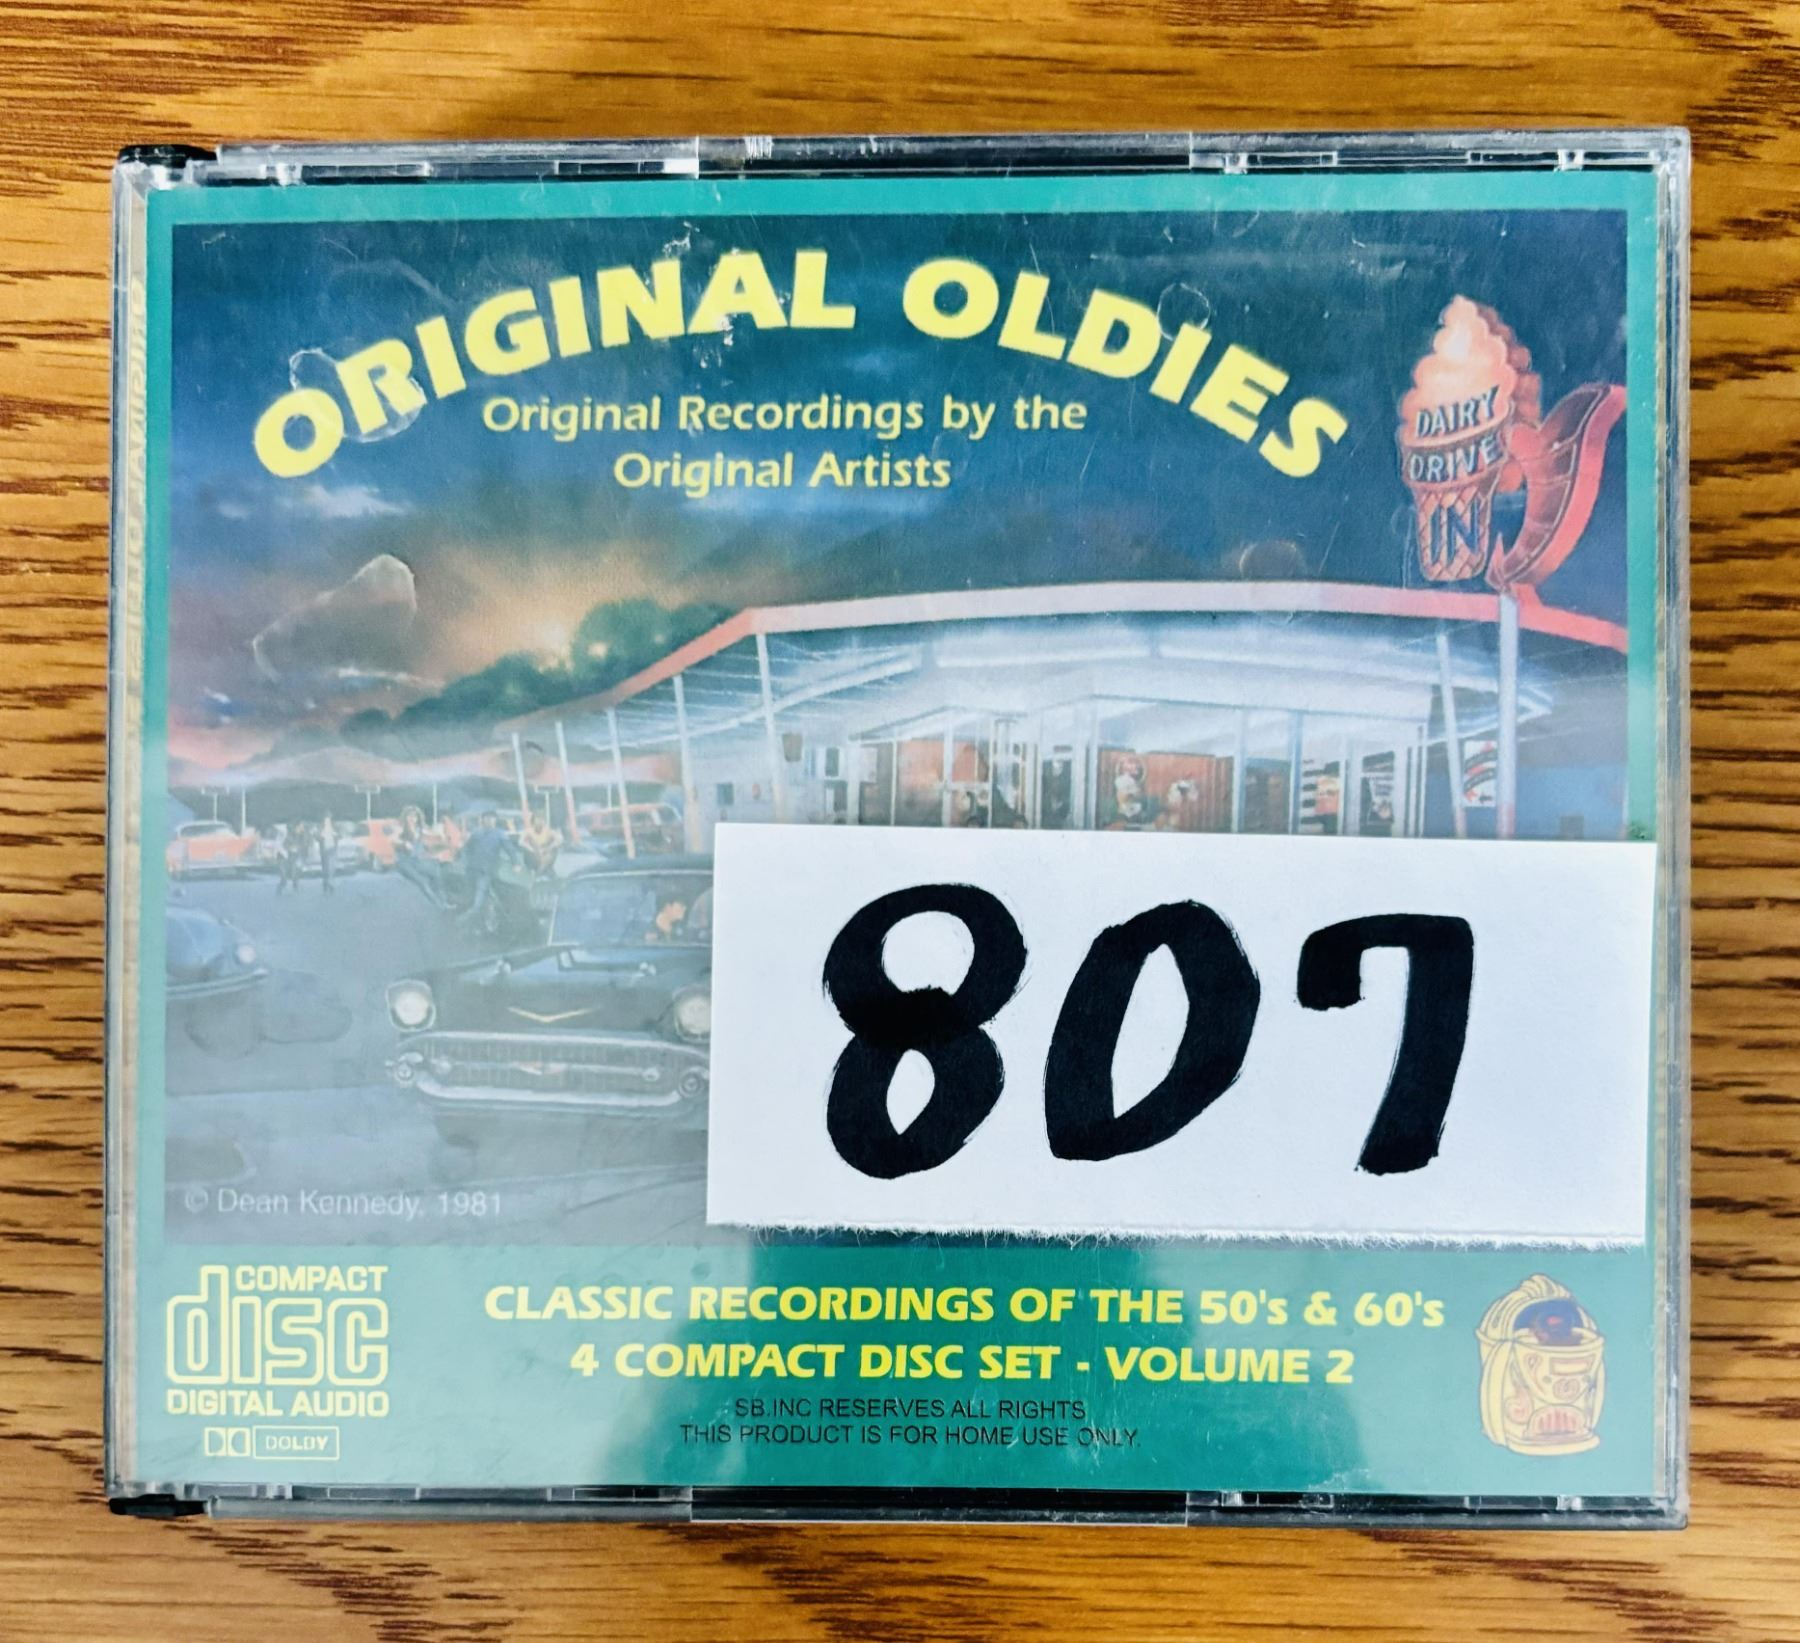 ORIGINAL OLDIES
Original Recordings by the
Original Artists
DAIRY
DRIVE
IN
807
© Dean Kennedy, 1981
COMPACT
disc
DIGITAL AUDIO
DOLBY
CLASSIC RECORDINGS OF THE 50's & 60's
4 COMPACT DISC SET - VOLUME 2
SB.INC RESERVES ALL RIGHTS
THIS PRODUCT IS FOR HOME USE ONLY.